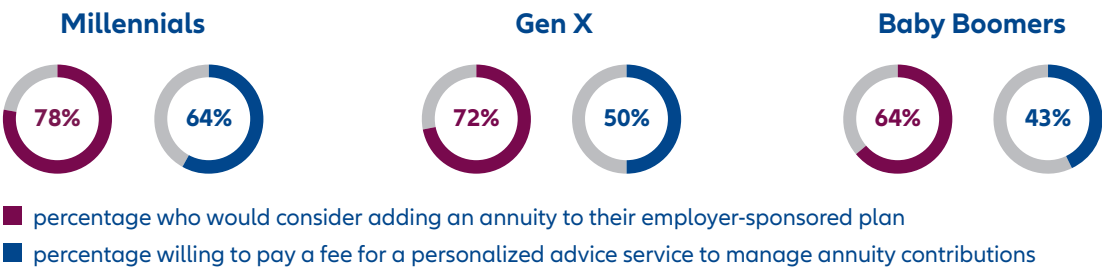 Millennials
Gen X
Baby Boomers
78%
64%
72%
50%
64%
43%
percentage who would consider adding an annuity to their employer-sponsored plan
percentage willing to pay a fee for a personalized advice service to manage annuity contributions